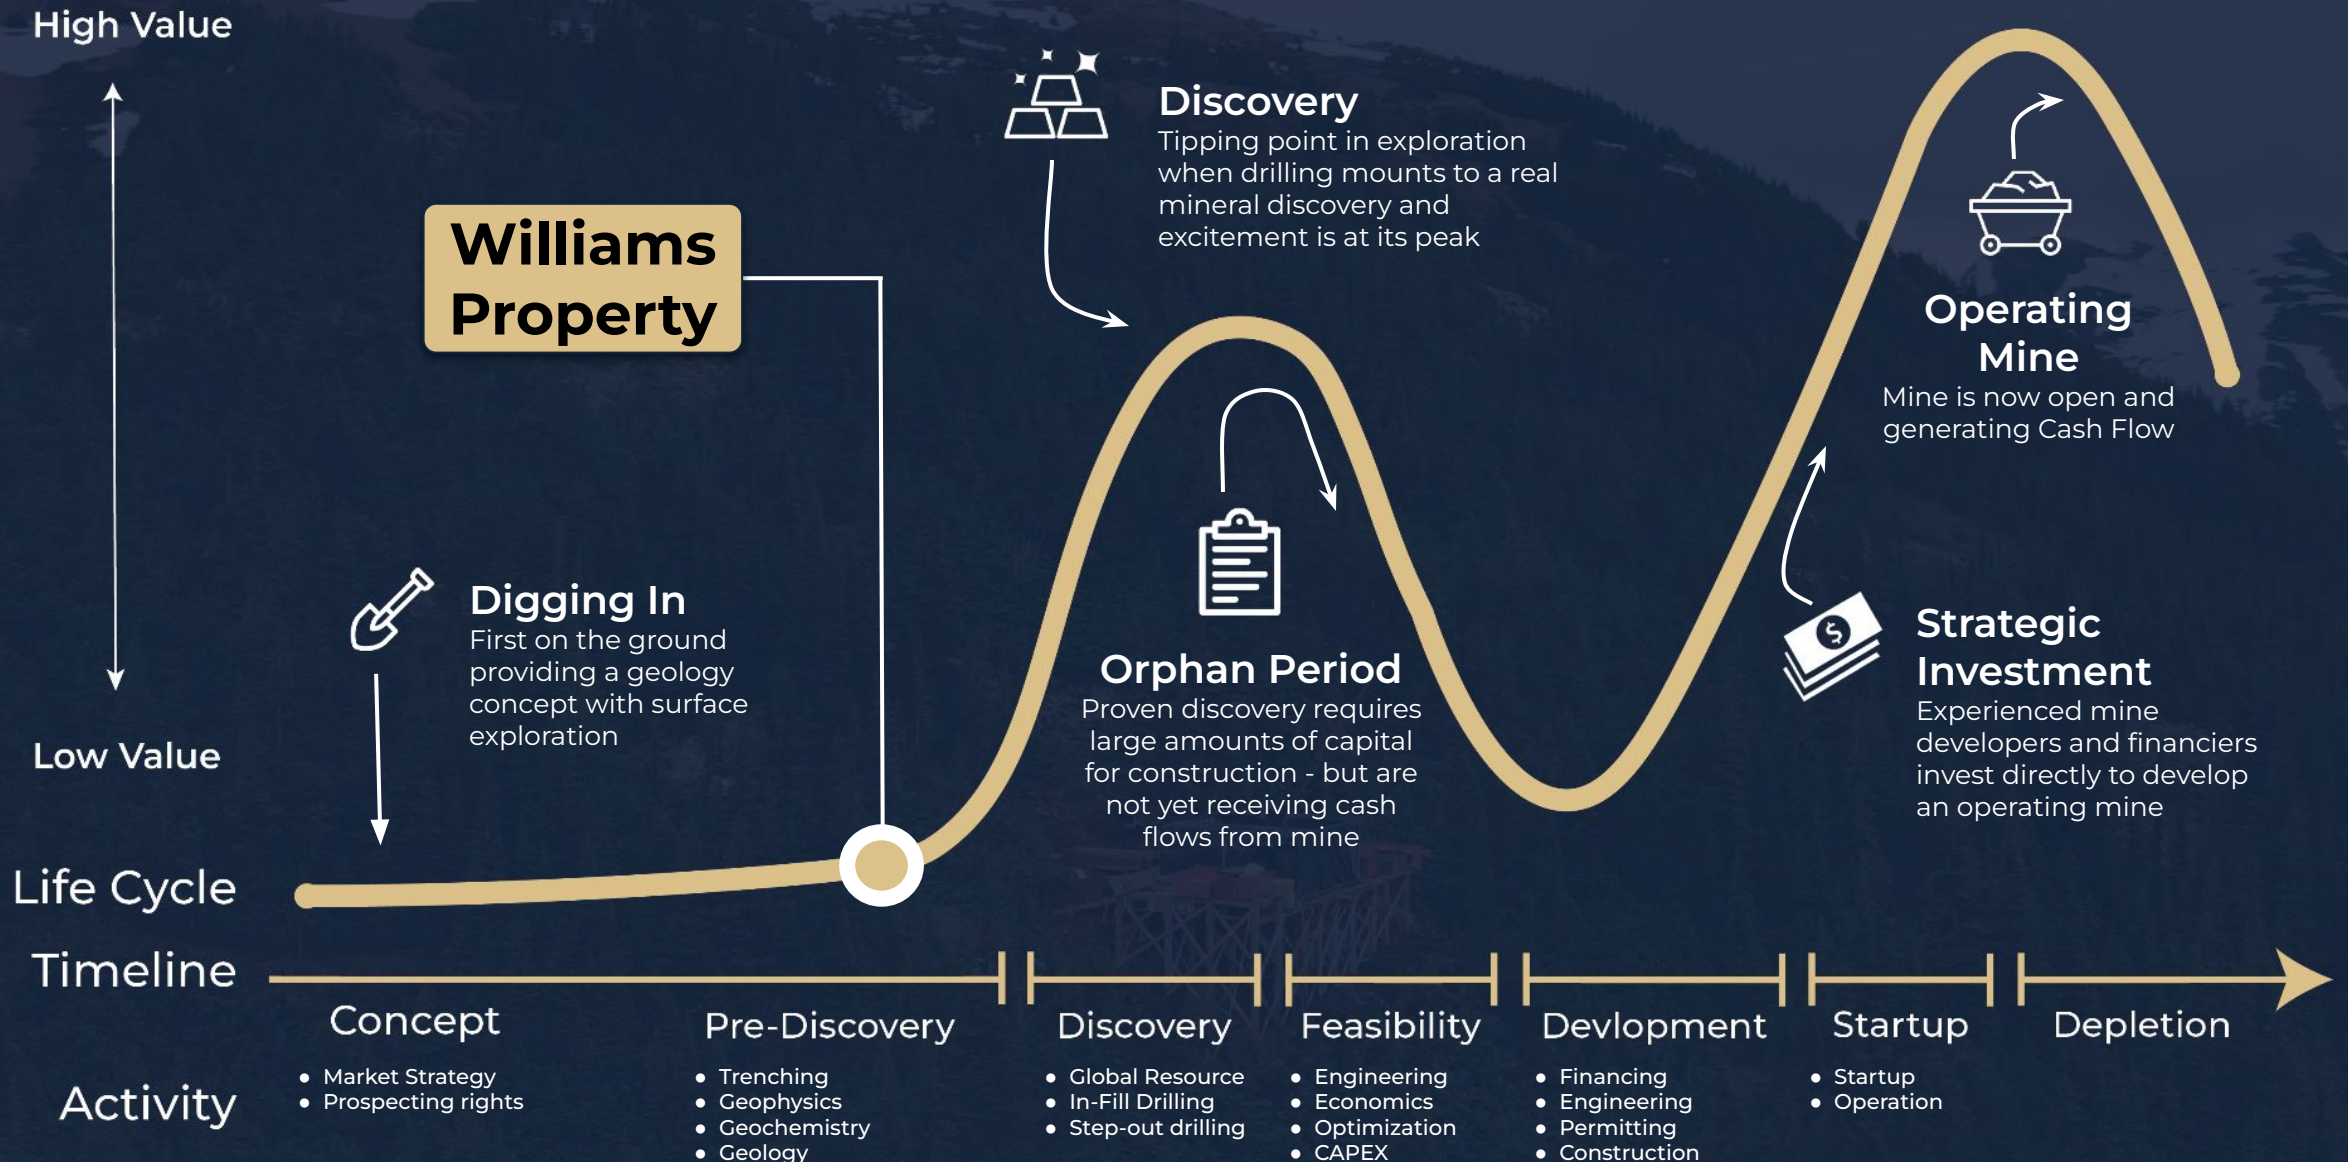 High Value
Discovery
Tipping point in exploration
when drilling mounts to a real
mineral discovery and
excitement is at its peak
Williams
Property
Operating
Mine
Mine is now open and
generating Cash Flow
Digging In
First on the ground
providing a geology
concept with surface
exploration
Orphan Period
Proven discovery requires
large amounts of capital
for construction - but are
not yet receiving cash
flows from mine
$
Strategic
Investment
Experienced mine
developers and financiers
invest directly to develop
an operating mine
Low Value
Life Cycle
Timeline
Concept
Pre-Discovery
Discovery
Feasibility
Devlopment
Startup
Depletion
Activity
● Market Strategy
● Prospecting rights
● Trenching
● Geophysics
● Geochemistry
● Geology
● Global Resource
● In-Fill Drilling
● Step-out drilling
● Engineering
● Economics
● Optimization
● CAPEX
● Financing
● Engineering
● Permitting
● Construction
● Startup
● Operation